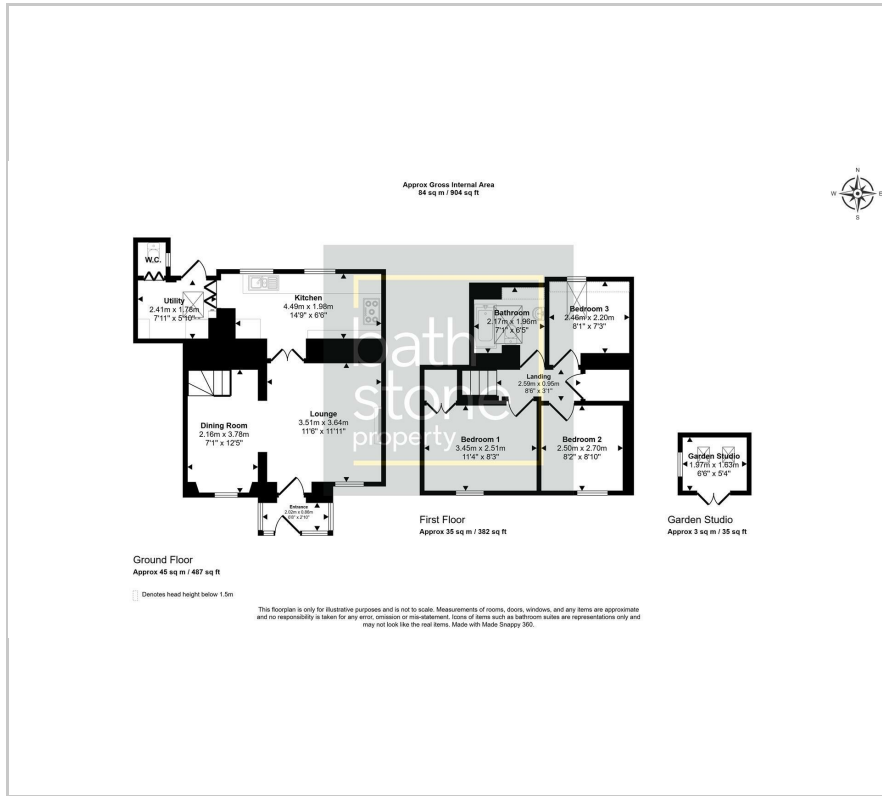 Approx Gross Internal Area
84 sq m / 904 sq ft
N
W
E
S
W.C.
Utility
2.41m x 1.78m
7'11" x 5'10"
Kitchen
4.49m x 1.98m
14'9" x 6'6"
Dining Room
2.16m x 3.78m
7'1" x 12'5"
Lounge
3.51m x 3.64m
11'6" x 11'11"
Entrance
2.02m x 0.86m
6'8" x 2'10"
Ground Floor
Approx 45 sq m / 487 sq ft
Denotes head height below 1.5m
bath
stone
property
Bathroom
2.17m x 1.96m
7'1" x 6'5"
Bedroom 3
2.46m x 2.20m
8'1" x 7'3"
Landing
2.59m x 0.95m
8'6" x 3'1"
Bedroom 1
3.45m x 2.51m
11'4" x 8'3"
Bedroom 2
2.50m x 2.70m
8'2" x 8'10"
First Floor
Approx 35 sq m / 382 sq ft
Garden Studio
1.97m x 1.63m
6'6" x 5'4"
Garden Studio
Approx 3 sq m / 35 sq ft
This floorplan is only for illustrative purposes and is not to scale. Measurements of rooms, doors, windows, and any items are approximate
and no responsibility is taken for any error, omission or mis-statement. Icons of items such as bathroom suites are representations only and
may not look like the real items. Made with Made Snappy 360.